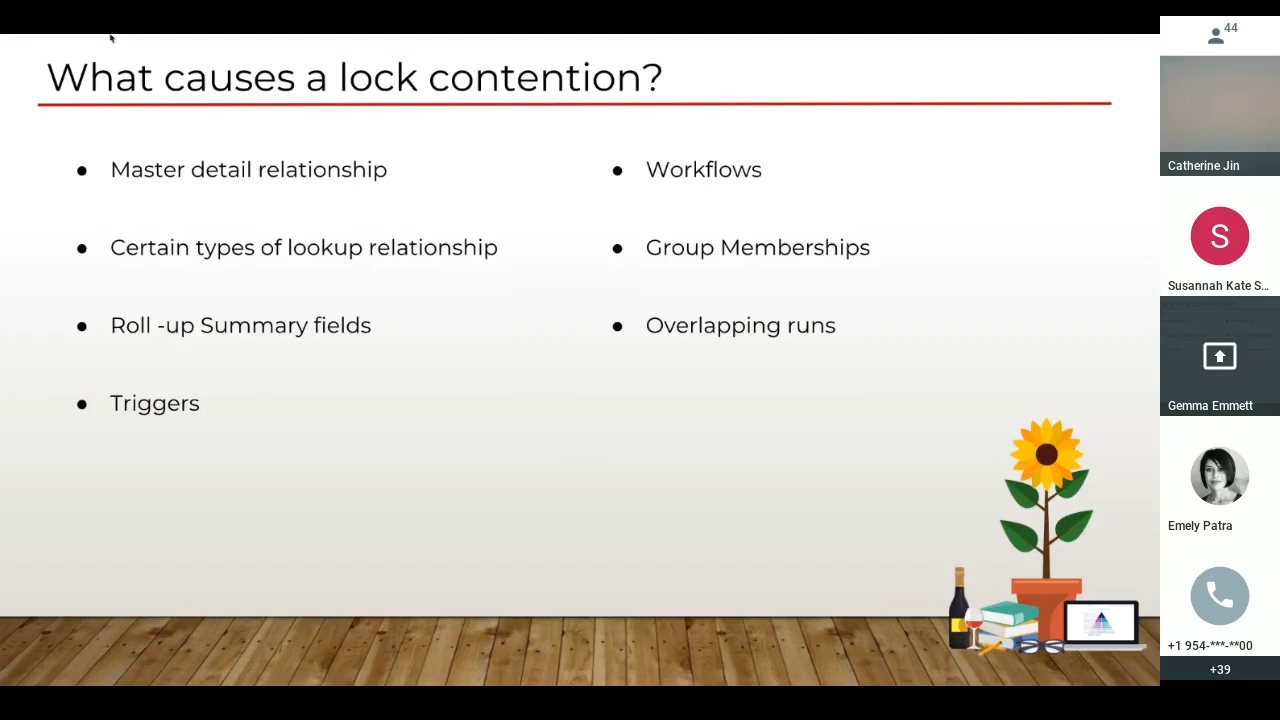 What causes a lock contention?
● Master detail relationship
● Certain types of lookup relationship
● Roll -up Summary fields
● Triggers
● Workflows
● Group Memberships
● Overlapping runs
44
Catherine Jin
S
Susannah Kate S...
Gemma Emmett
Emely Patra
+1 954-***-**00
+39